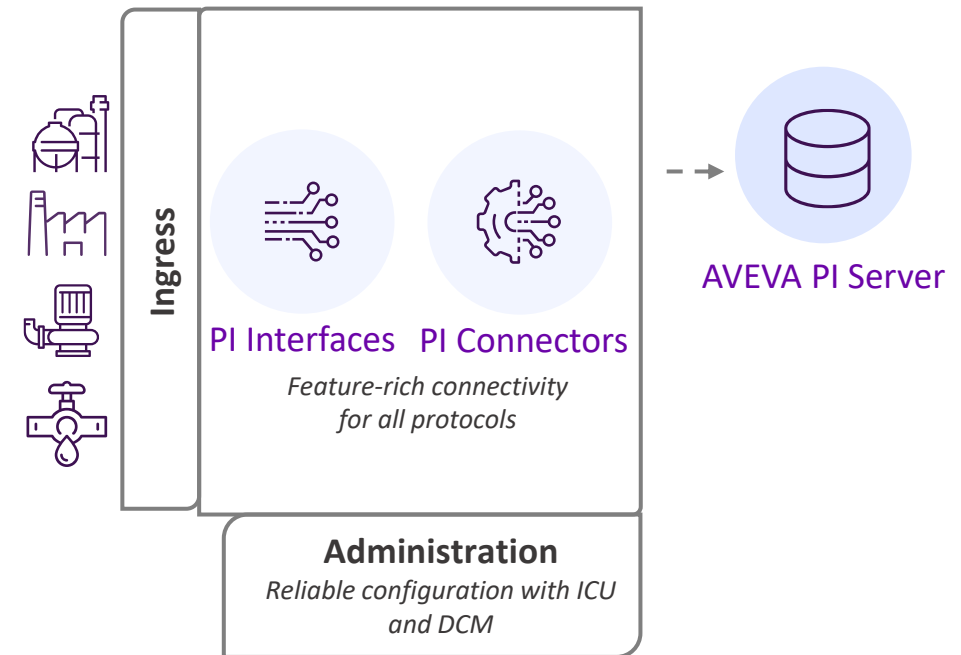 Ingress
PI Interfaces
PI Connectors
Feature-rich connectivity
for all protocols
AVEVA PI Server
Administration
Reliable configuration with ICU
and DCM